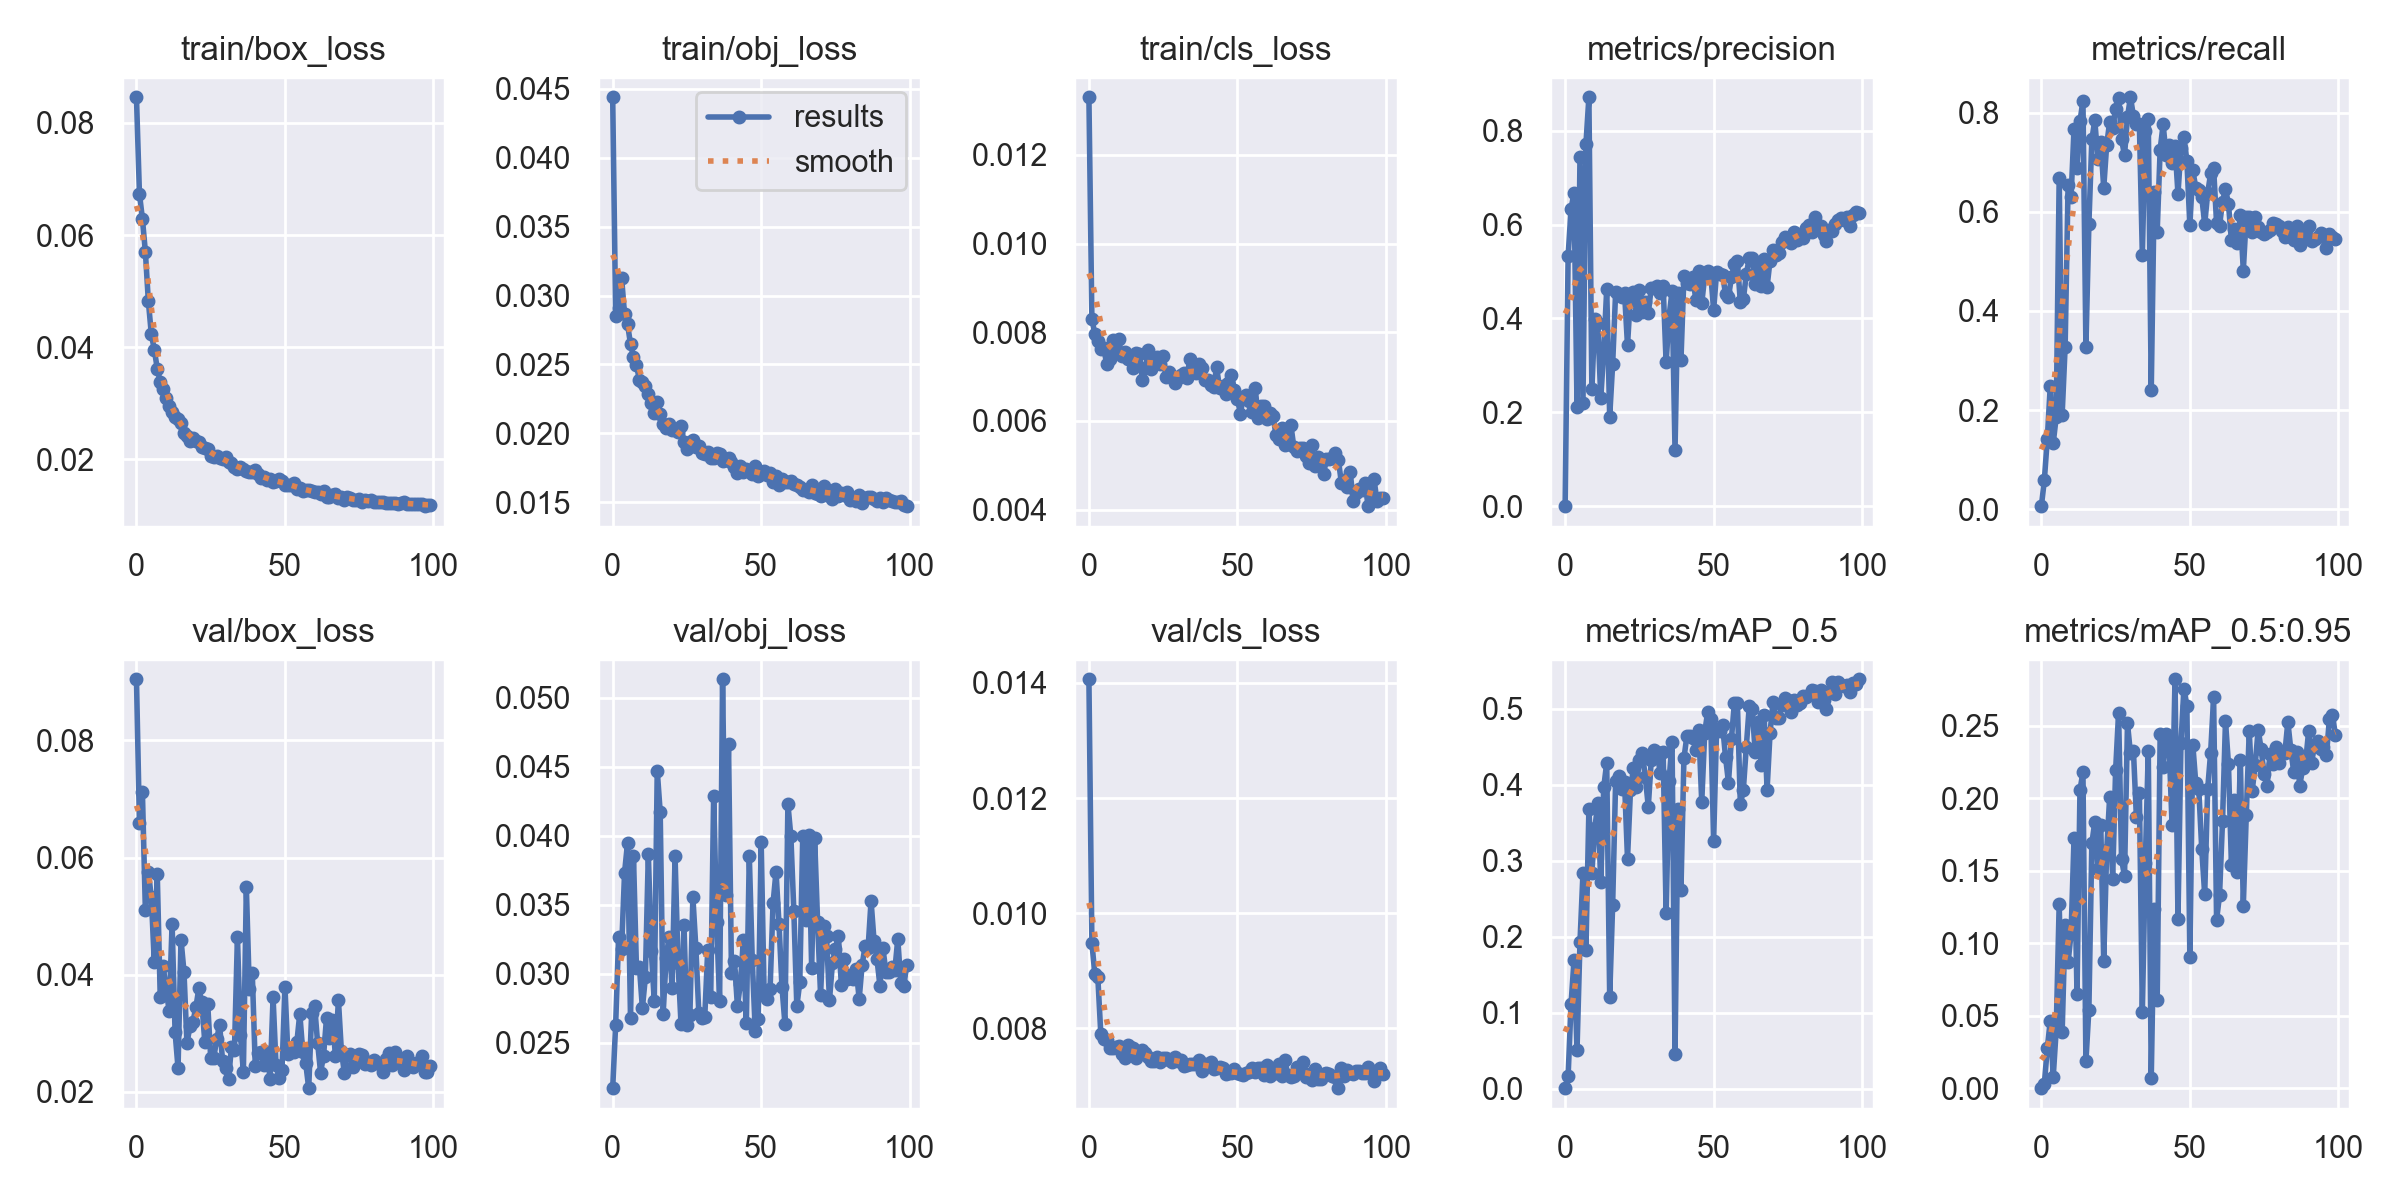 train/box_loss
0.08
0.06
0.04
0.02
0 50 100
train/obj_loss
0.045
0.040
0.035
0.030
0.025
0.020
0.015
results
smooth
0 50 100
train/cls_loss
0.012
0.010
0.008
0.006
0.004
0 50 100
metrics/precision
0.8
0.6
0.4
0.2
0.0
0 50 100
metrics/recall
0.8
0.6
0.4
0.2
0.0
0 50 100
val/box_loss
0.08
0.06
0.04
0.02
0 50 100
val/obj_loss
0.050
0.045
0.040
0.035
0.030
0.025
0 50 100
val/cls_loss
0.014
0.012
0.010
0.008
0 50 100
metrics/mAP_0.5
0.5
0.4
0.3
0.2
0.1
0.0
0 50 100
metrics/mAP_0.5:0.95
0.25
0.20
0.15
0.10
0.05
0.00
0 50 100